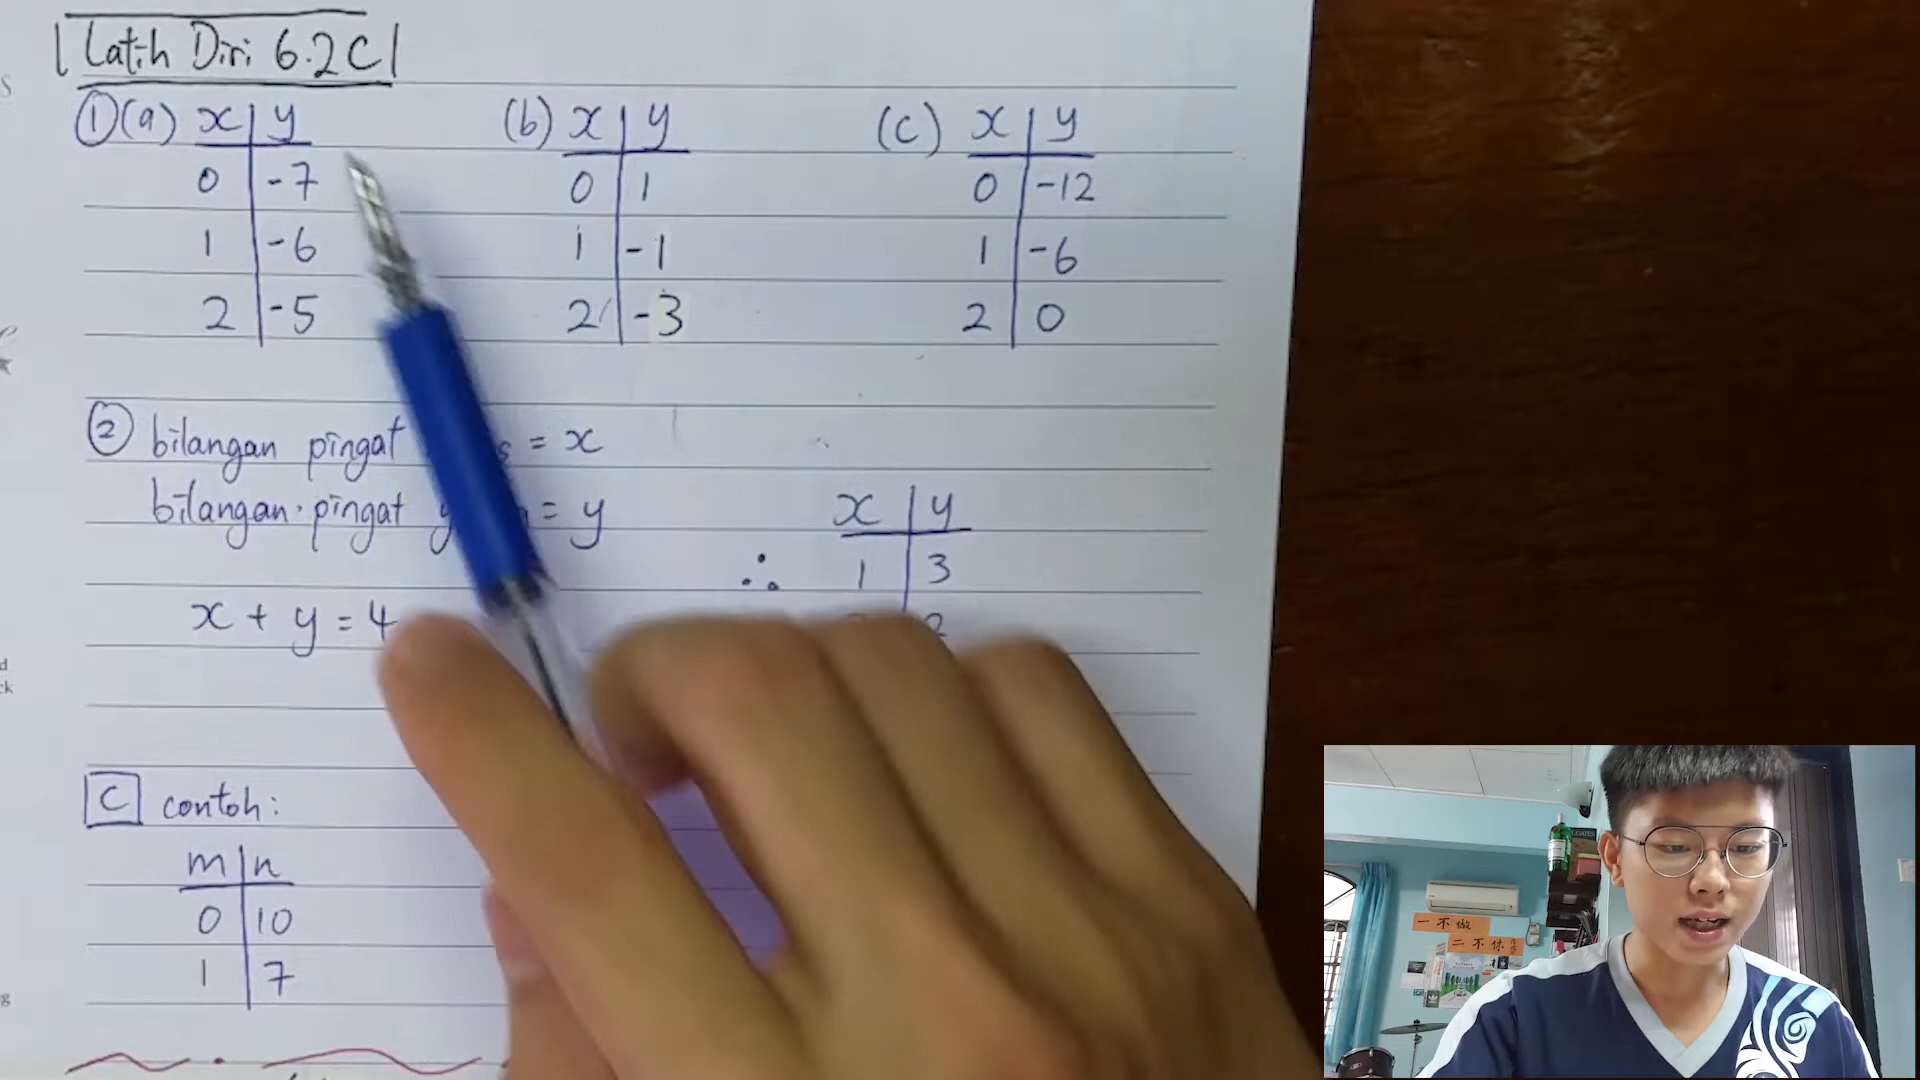 Latih Diri 6.2C
① (a) x | y (b) x | y (c) x | y
0 | -7 0 | 1 0 | -12
1 | -6 1 | -1 1 | -6
2 | -5 2 | -3 2 | 0
② bilangan pingat = x
bilangan pingat = y
x | y
∴ 1 | 3
x + y = 4
2
C contoh:
m | n
0 | 10
1 | 7
一不做
二不休